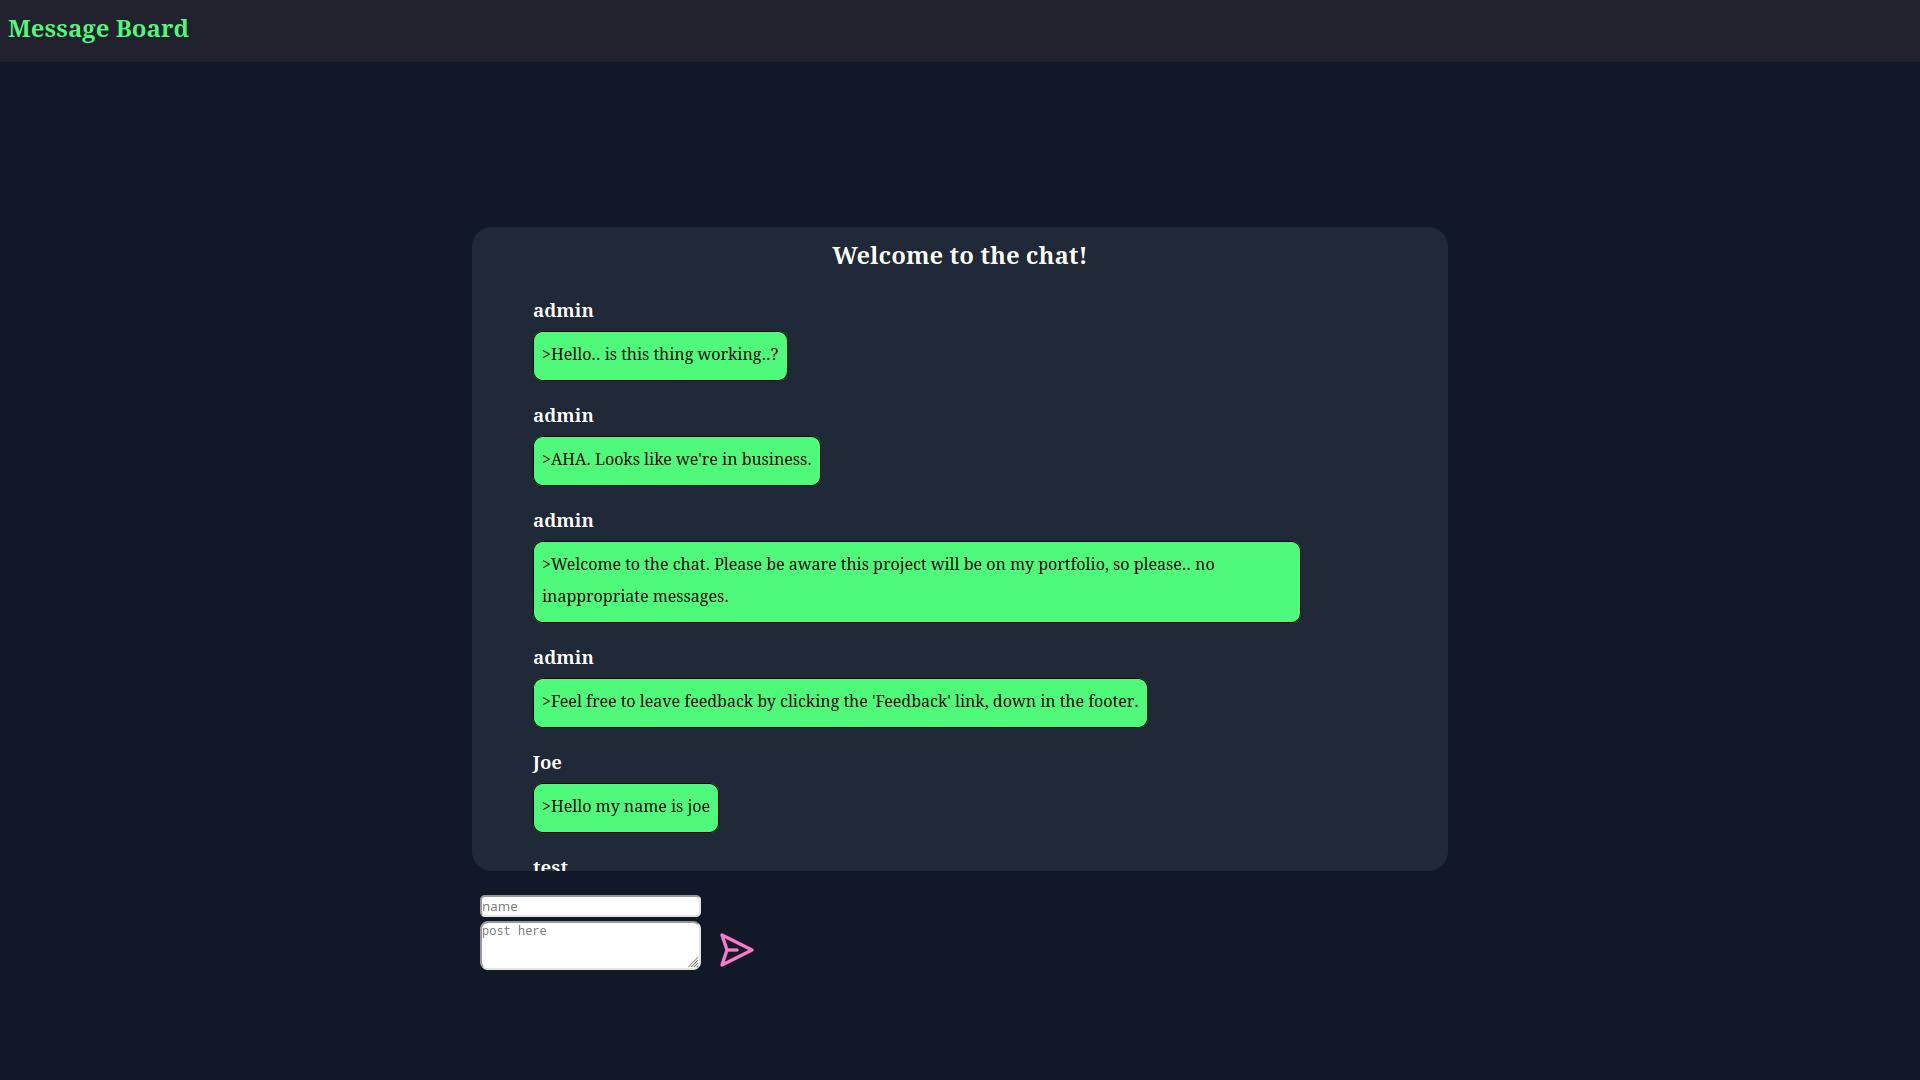 Message Board
Welcome to the chat!
admin
>Hello.. is this thing working..?
admin
>AHA. Looks like we're in business.
admin
>Welcome to the chat. Please be aware this project will be on my portfolio, so please.. no
inappropriate messages.
admin
>Feel free to leave feedback by clicking the 'Feedback' link, down in the footer.
Joe
>Hello my name is joe
test
name
post here